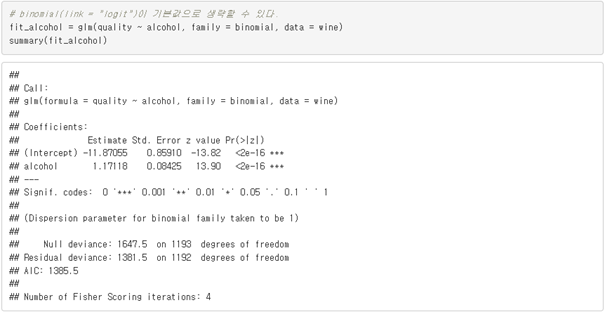 # binomial(link = "logit")이 기본값으로 생략할 수 있다.
fit_alcohol = glm(quality ~ alcohol, family = binomial, data = wine)
summary(fit_alcohol)
##
## Call:
## glm(formula = quality ~ alcohol, family = binomial, data = wine)
##
## Coefficients:
##             Estimate Std. Error z value Pr(>|z|)
## (Intercept) -11.87055    0.85910  -13.82   <2e-16 ***
## alcohol       1.17118    0.08425   13.90   <2e-16 ***
## ---
## Signif. codes:  0 '***' 0.001 '**' 0.01 '*' 0.05 '.' 0.1 ' ' 1
##
## (Dispersion parameter for binomial family taken to be 1)
##
##     Null deviance: 1647.5  on 1193  degrees of freedom
## Residual deviance: 1381.5  on 1192  degrees of freedom
## AIC: 1385.5
##
## Number of Fisher Scoring iterations: 4